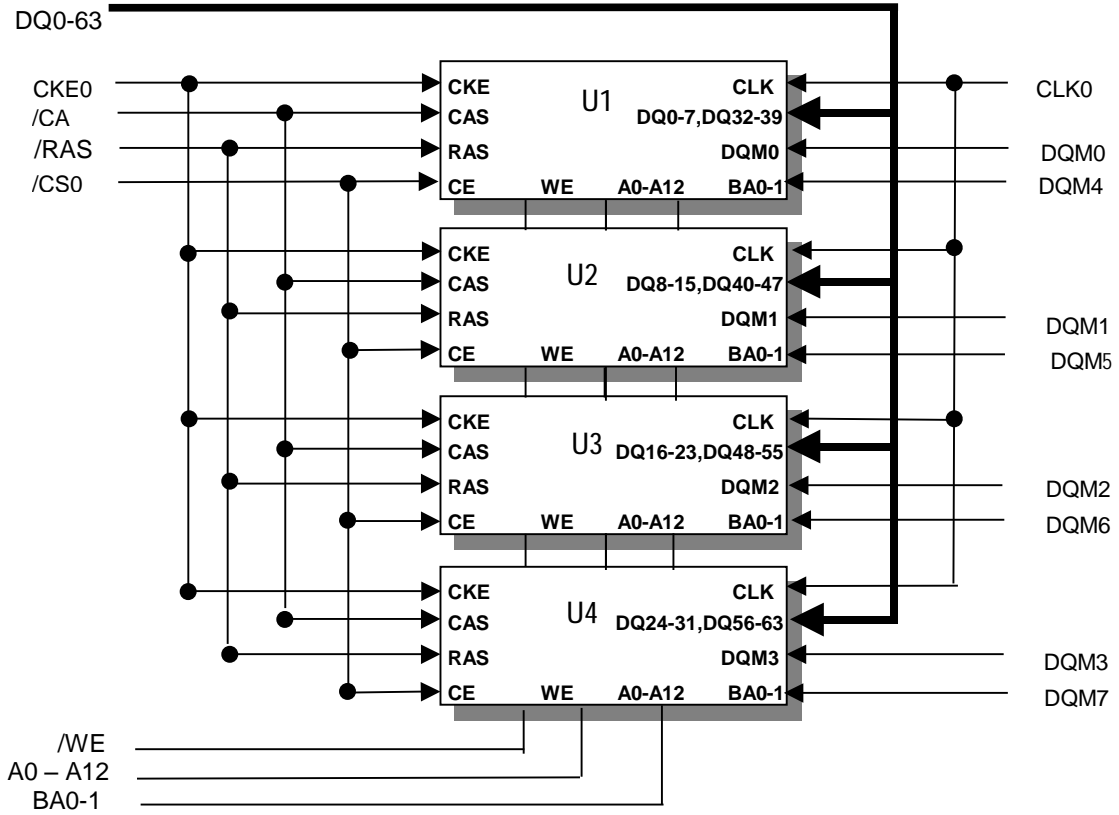 DQ0-63
CKE0
/CA
/RAS
/CS0
CKE
CAS
RAS
CE
U1
WE
A0-A12
CLK
DQ0-7,DQ32-39
DQM0
BA0-1
CLK0
DQM0
DQM4
CKE
CAS
RAS
CE
U2
WE
A0-A12
CLK
DQ8-15,DQ40-47
DQM1
BA0-1
DQM1
DQM5
CKE
CAS
RAS
CE
U3
WE
A0-A12
CLK
DQ16-23,DQ48-55
DQM2
BA0-1
DQM2
DQM6
CKE
CAS
RAS
CE
U4
WE
A0-A12
CLK
DQ24-31,DQ56-63
DQM3
BA0-1
DQM3
DQM7
/WE
A0 – A12
BA0-1